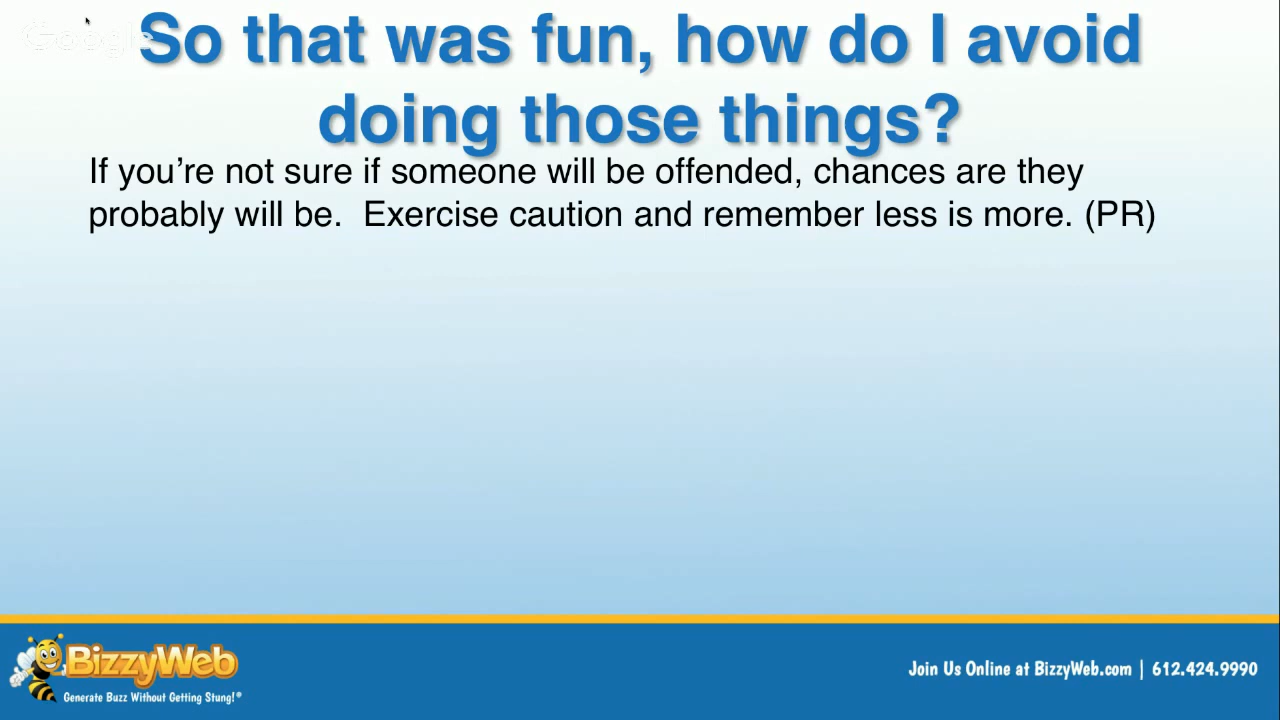 Google
So that was fun, how do I avoid
doing those things?
If you’re not sure if someone will be offended, chances are they
probably will be.  Exercise caution and remember less is more. (PR)
BizzyWeb
Generate Buzz Without Getting Stung!®
Join Us Online at BizzyWeb.com | 612.424.9990